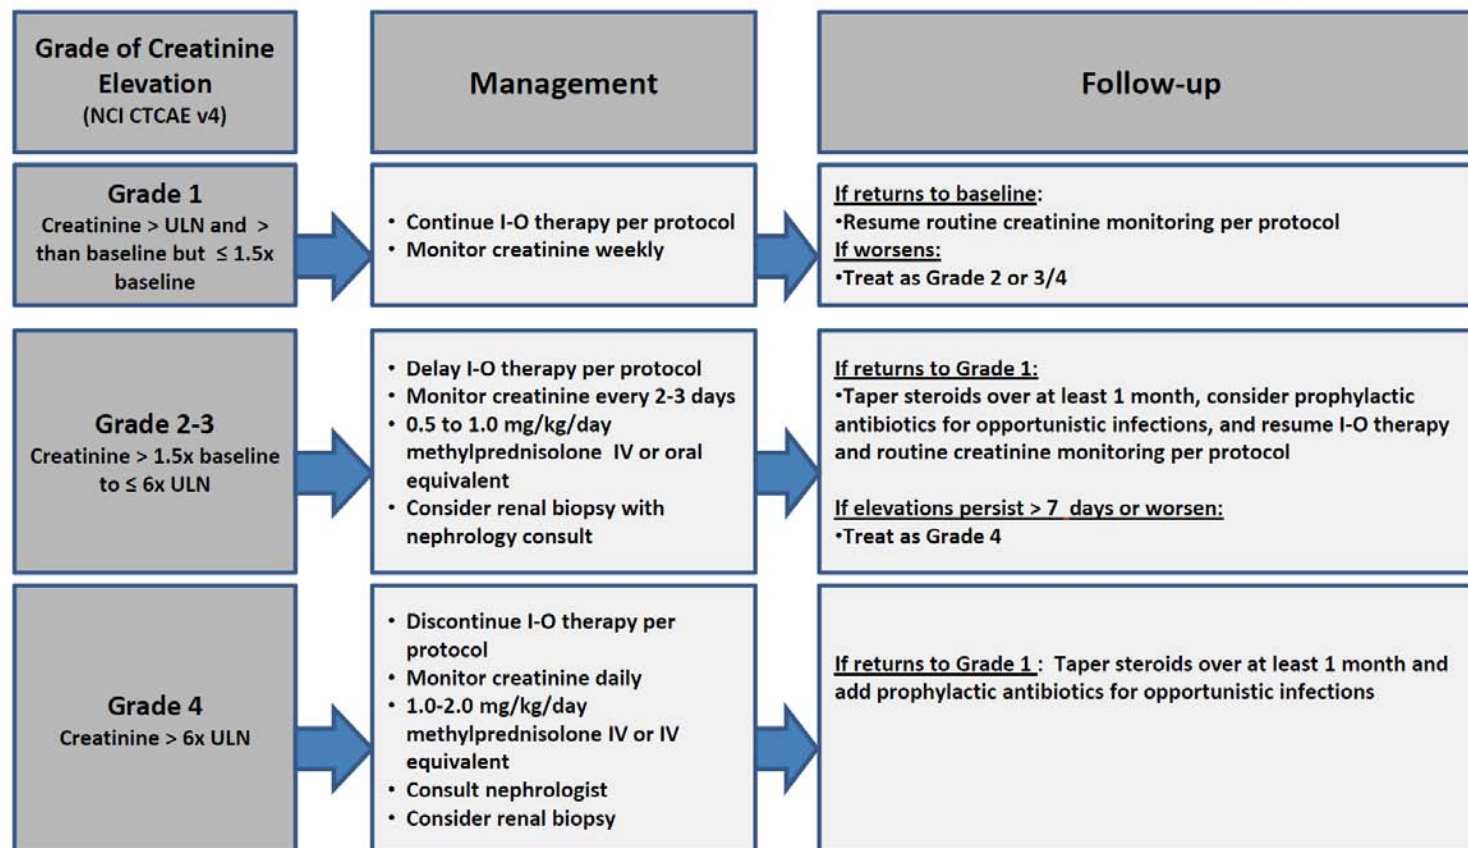 Grade of Creatinine
Elevation
(NCI CTCAE v4)
Management
Follow-up
Grade 1
Creatinine > ULN and >
than baseline but ≤ 1.5x
baseline
• Continue I-O therapy per protocol
• Monitor creatinine weekly
If returns to baseline:
•Resume routine creatinine monitoring per protocol
If worsens:
•Treat as Grade 2 or 3/4
Grade 2-3
Creatinine > 1.5x baseline
to ≤ 6x ULN
• Delay I-O therapy per protocol
• Monitor creatinine every 2-3 days
• 0.5 to 1.0 mg/kg/day
methylprednisolone IV or oral
equivalent
• Consider renal biopsy with
nephrology consult
If returns to Grade 1:
•Taper steroids over at least 1 month, consider prophylactic
antibiotics for opportunistic infections, and resume I-O therapy
and routine creatinine monitoring per protocol
If elevations persist > 7 days or worsen:
•Treat as Grade 4
Grade 4
Creatinine > 6x ULN
• Discontinue I-O therapy per
protocol
• Monitor creatinine daily
• 1.0-2.0 mg/kg/day
methylprednisolone IV or IV
equivalent
• Consult nephrologist
• Consider renal biopsy
If returns to Grade 1 : Taper steroids over at least 1 month and
add prophylactic antibiotics for opportunistic infections